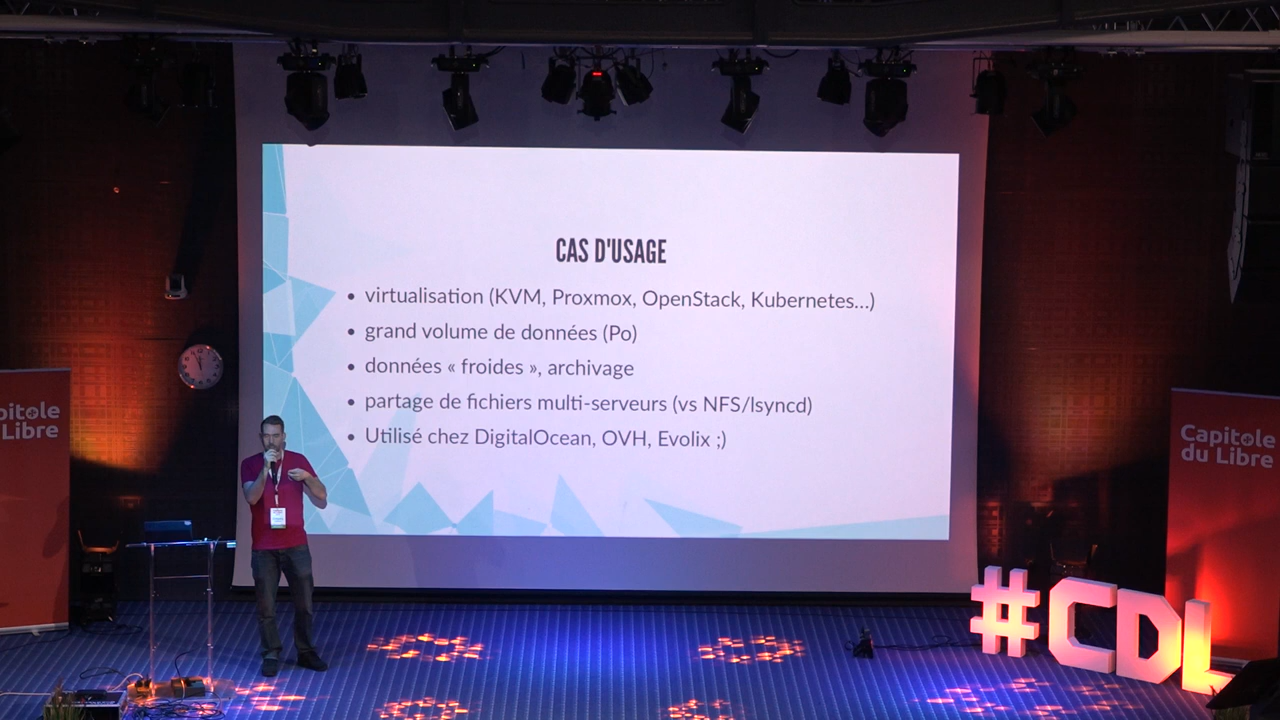 CAS D'USAGE
• virtualisation (KVM, Proxmox, OpenStack, Kubernetes...)
• grand volume de données (Po)
• données « froides », archivage
• partage de fichiers multi-serveurs (vs NFS/lsyncd)
• Utilisé chez DigitalOcean, OVH, Evolix ;)
pitole
Libre
Capitole
du Libre
#CDL